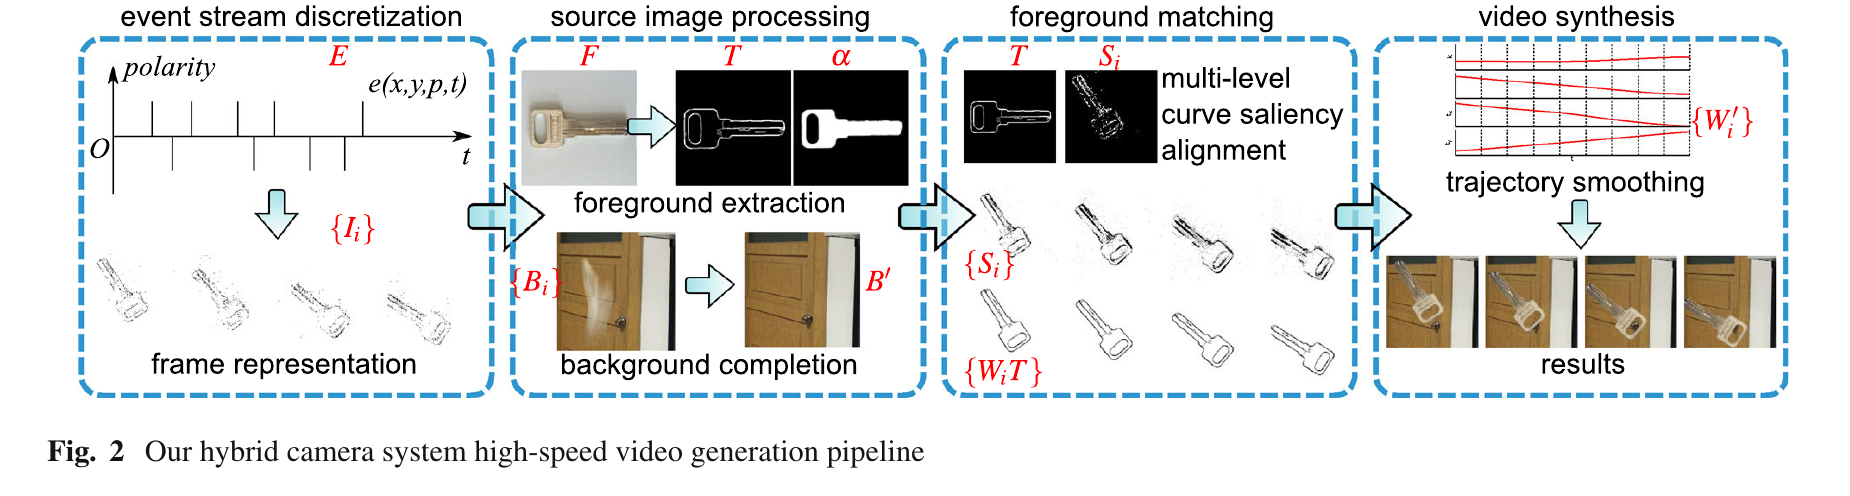 event stream discretization
source image processing
foreground matching
video synthesis
E
polarity
e(x,y,p,t)
O
t
{I_i}
frame representation
F
T
α
foreground extraction
{B_i}
B′
background completion
T
S_i
multi-level
curve saliency
alignment
{S_i}
{W_iT}
{W′_i}
t
trajectory smoothing
results
Fig. 2 Our hybrid camera system high-speed video generation pipeline